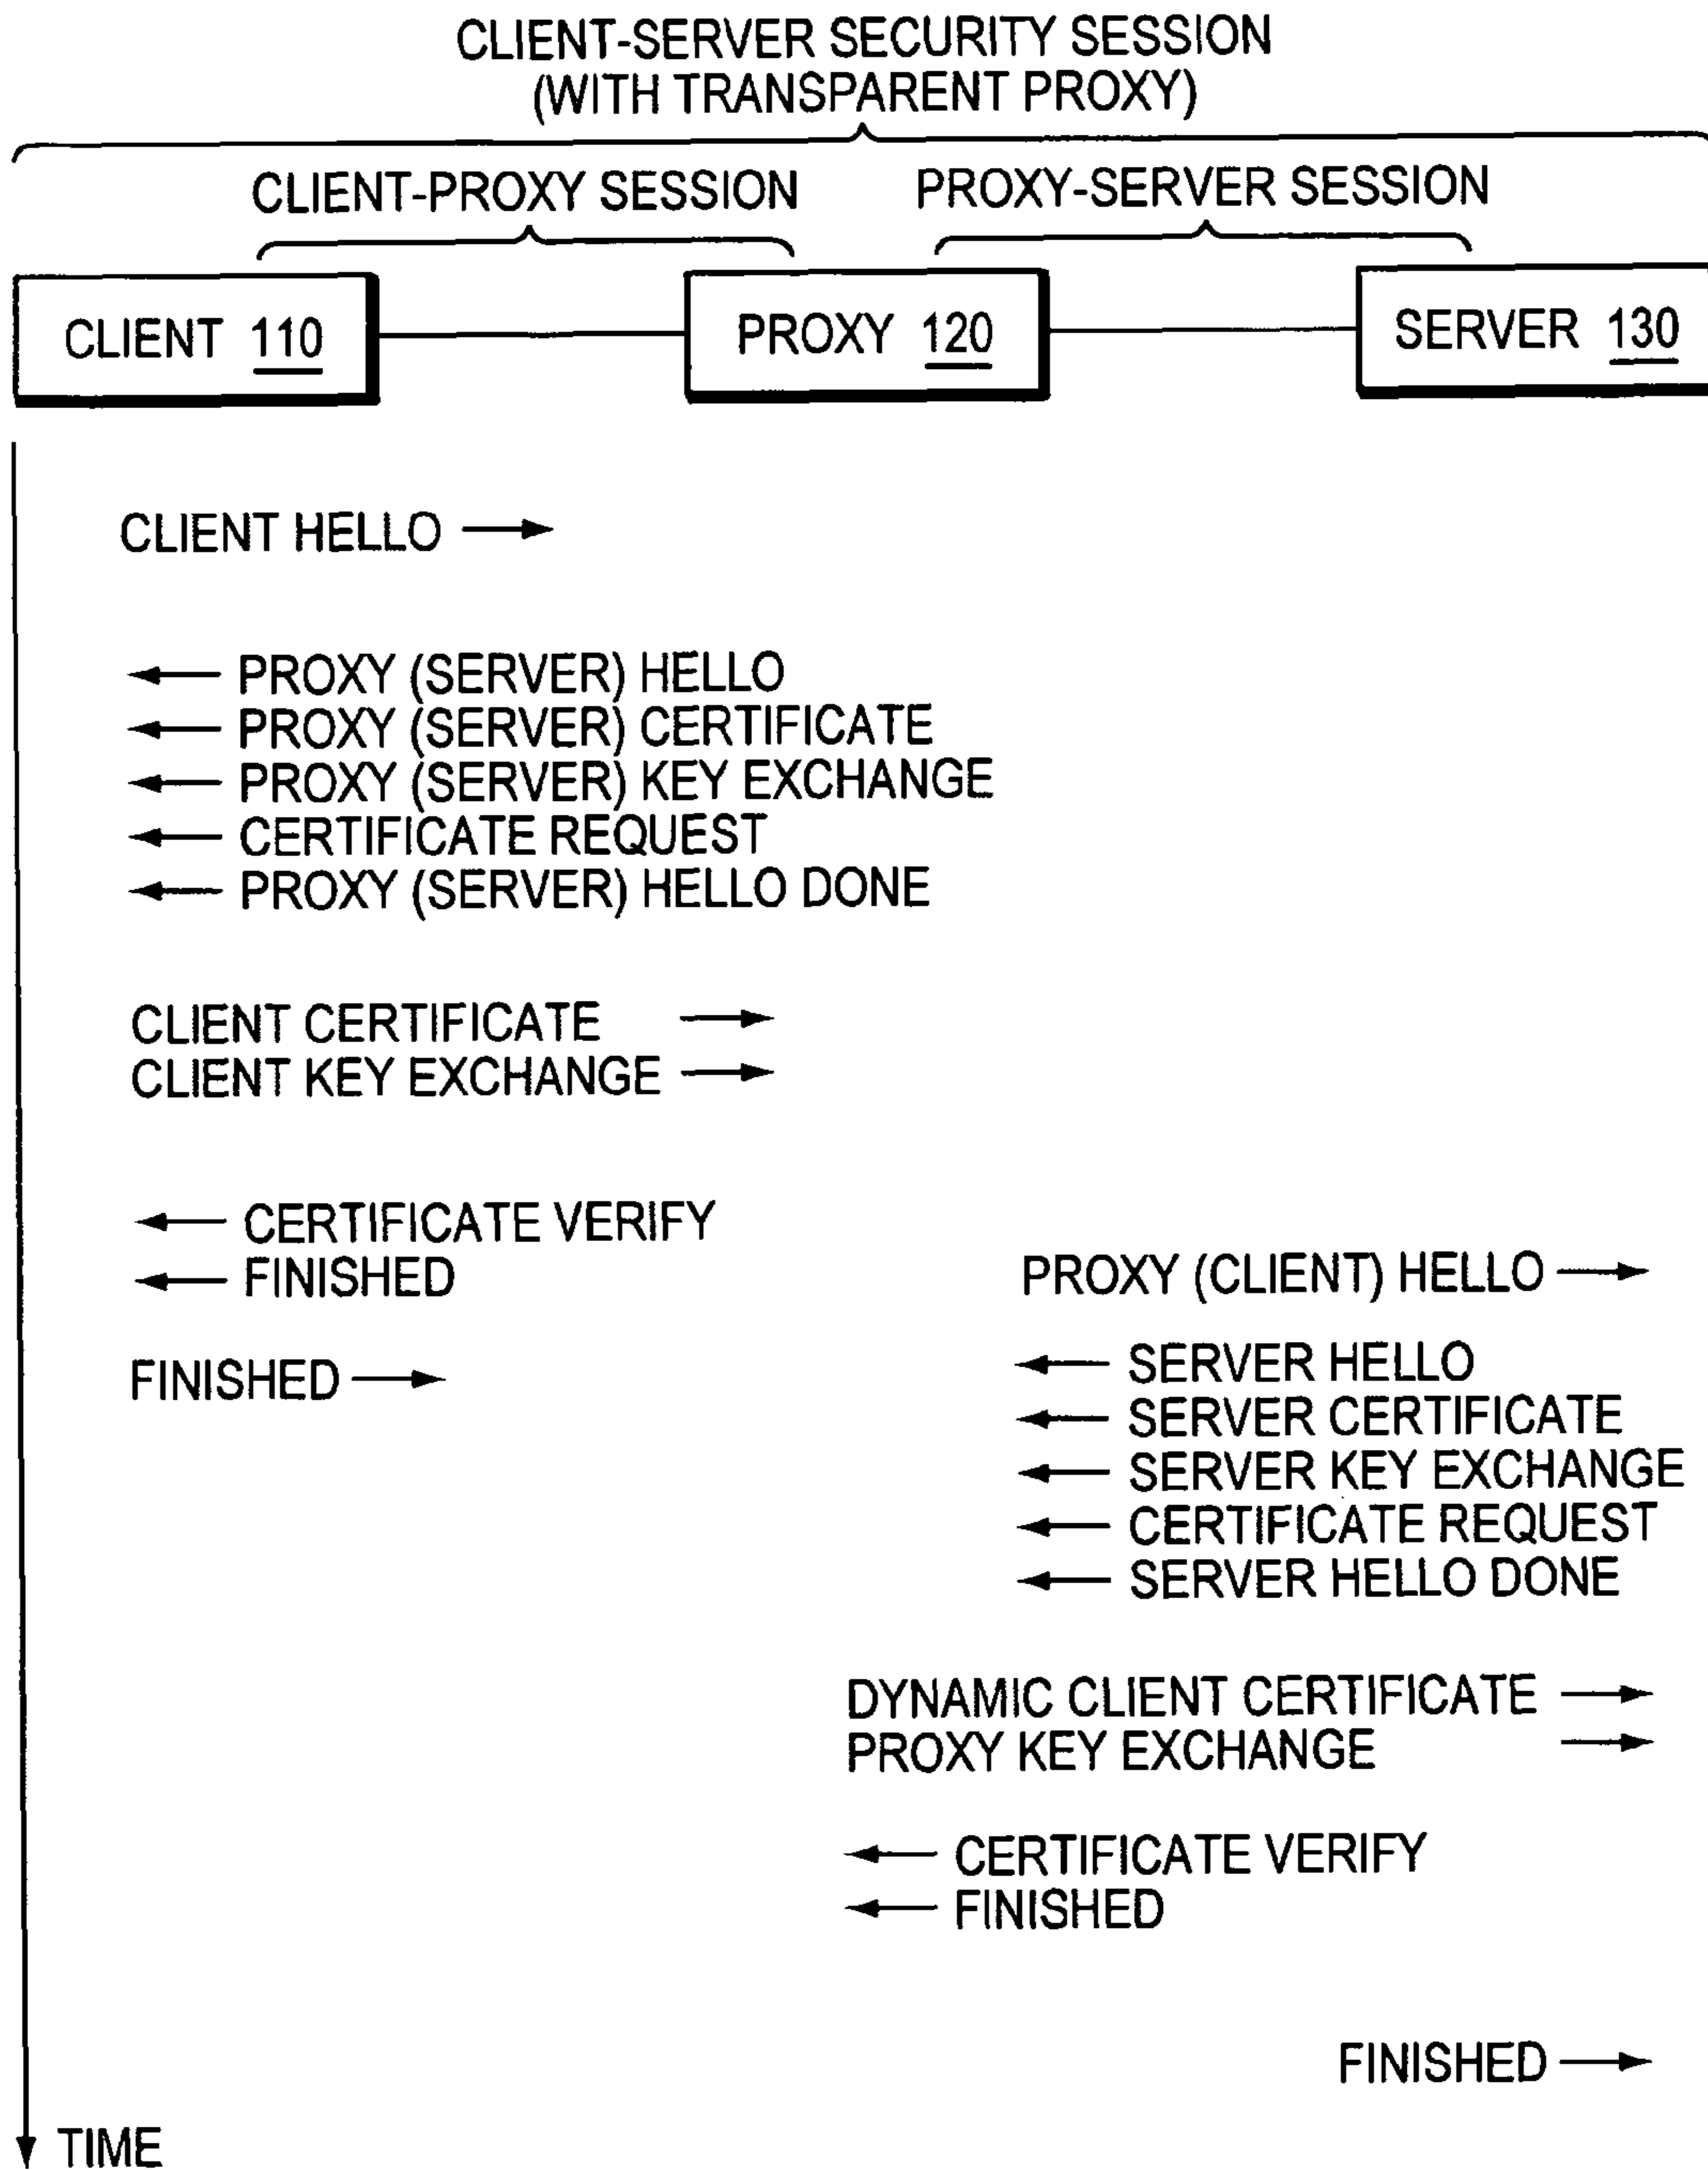 CLIENT-SERVER SECURITY SESSION
(WITH TRANSPARENT PROXY)
CLIENT-PROXY SESSION
PROXY-SERVER SESSION
CLIENT 110
PROXY 120
SERVER 130
CLIENT HELLO
PROXY (SERVER) HELLO
PROXY (SERVER) CERTIFICATE
PROXY (SERVER) KEY EXCHANGE
CERTIFICATE REQUEST
PROXY (SERVER) HELLO DONE
CLIENT CERTIFICATE
CLIENT KEY EXCHANGE
CERTIFICATE VERIFY
FINISHED
PROXY (CLIENT) HELLO
FINISHED
SERVER HELLO
SERVER CERTIFICATE
SERVER KEY EXCHANGE
CERTIFICATE REQUEST
SERVER HELLO DONE
DYNAMIC CLIENT CERTIFICATE
PROXY KEY EXCHANGE
CERTIFICATE VERIFY
FINISHED
FINISHED
TIME